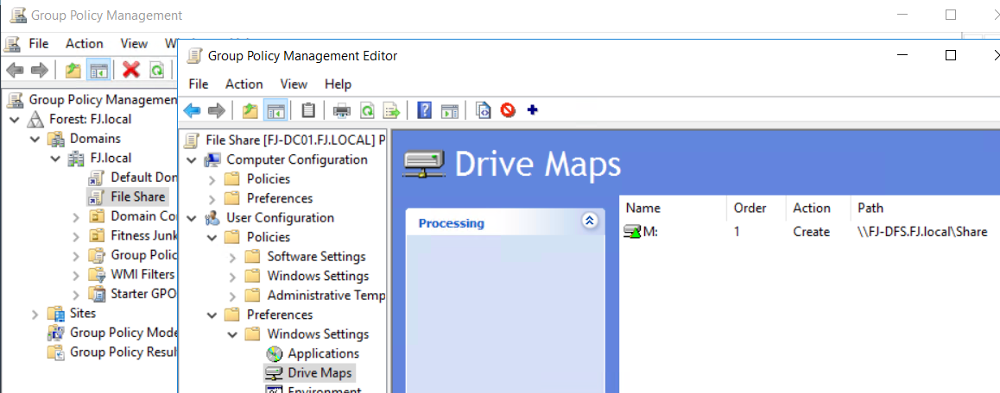 Group Policy Management
File Action View
Group Policy Management Editor
File Action View Help
Group Policy Managemen
Forest: FJ.local
Domains
FJ.local
Default Don
File Share
Domain Co
Fitness Junk
Group Polic
WMI Filters
Starter GPO
Sites
Group Policy Mode
Group Policy Resul
File Share [FJ-DC01.FJ.LOCAL] P
Computer Configuration
Policies
Preferences
User Configuration
Policies
Software Settings
Windows Settings
Administrative Temp
Preferences
Windows Settings
Applications
Drive Maps
Environment
Drive Maps
Processing
Name Order Action Path
M: 1 Create \\FJ-DFS.FJ.local\Share